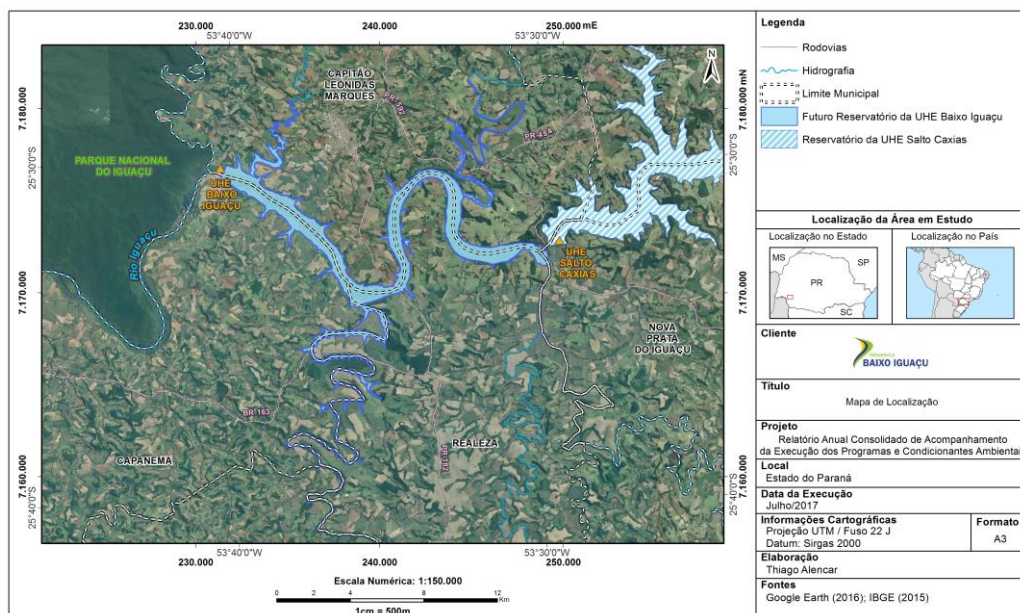 230.000
240.000
250.000 mE
53°40'0"W
53°30'0"W
7.180.000
25°30'0"S
7.170.000
7.160.000
25°40'0"S
7.180.000 mN
25°30'0"S
7.170.000
7.160.000
25°40'0"S
N
CAPITÃO
LEÔNIDAS
MARQUES
PR-592
PR-484
PARQUE NACIONAL
DO IGUAÇU
UHE
BAIXO
IGUAÇU
Rio Iguaçu
UHE
SALTO
CAXIAS
NOVA
PRATA
DO IGUAÇU
BR-163
REALEZA
CAPANEMA
PR-182
53°40'0"W
53°30'0"W
230.000
240.000
250.000
Escala Numérica: 1:150.000
0 4 8 12
Km
1cm = 500m
Legenda
Rodovias
Hidrografia
Limite Municipal
Futuro Reservatório da UHE Baixo Iguaçu
Reservatório da UHE Salto Caxias
Localização da Área em Estudo
Localização no Estado
Localização no País
MS
SP
PR
SC
Cliente
BAIXO IGUAÇU
Título
Mapa de Localização
Projeto
Relatório Anual Consolidado de Acompanhamento
da Execução dos Programas e Condicionantes Ambientai
Local
Estado do Paraná
Data da Execução
Julho/2017
Informações Cartográficas
Projeção UTM / Fuso 22 J
Datum: Sirgas 2000
Formato
A3
Elaboração
Thiago Alencar
Fontes
Google Earth (2016); IBGE (2015)